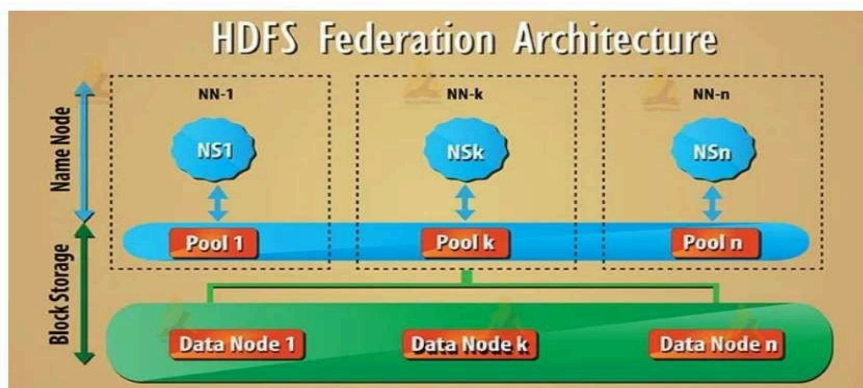 HDFS Federation Architecture
NN-1
NN-k
NN-n
Name Node
NS1
NSk
NSn
Pool 1
Pool k
Pool n
Block Storage
Data Node 1
Data Node k
Data Node n